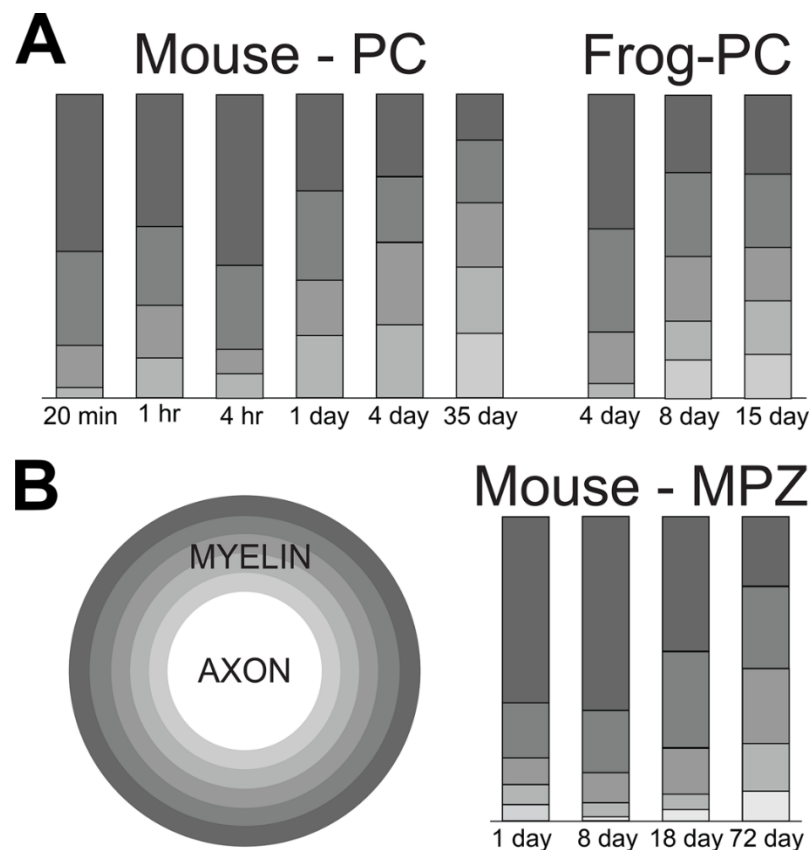 A
Mouse - PC
Frog-PC
20 min 1 hr 4 hr 1 day 4 day 35 day
4 day 8 day 15 day
B
Mouse - MPZ
MYELIN
AXON
1 day 8 day 18 day 72 day